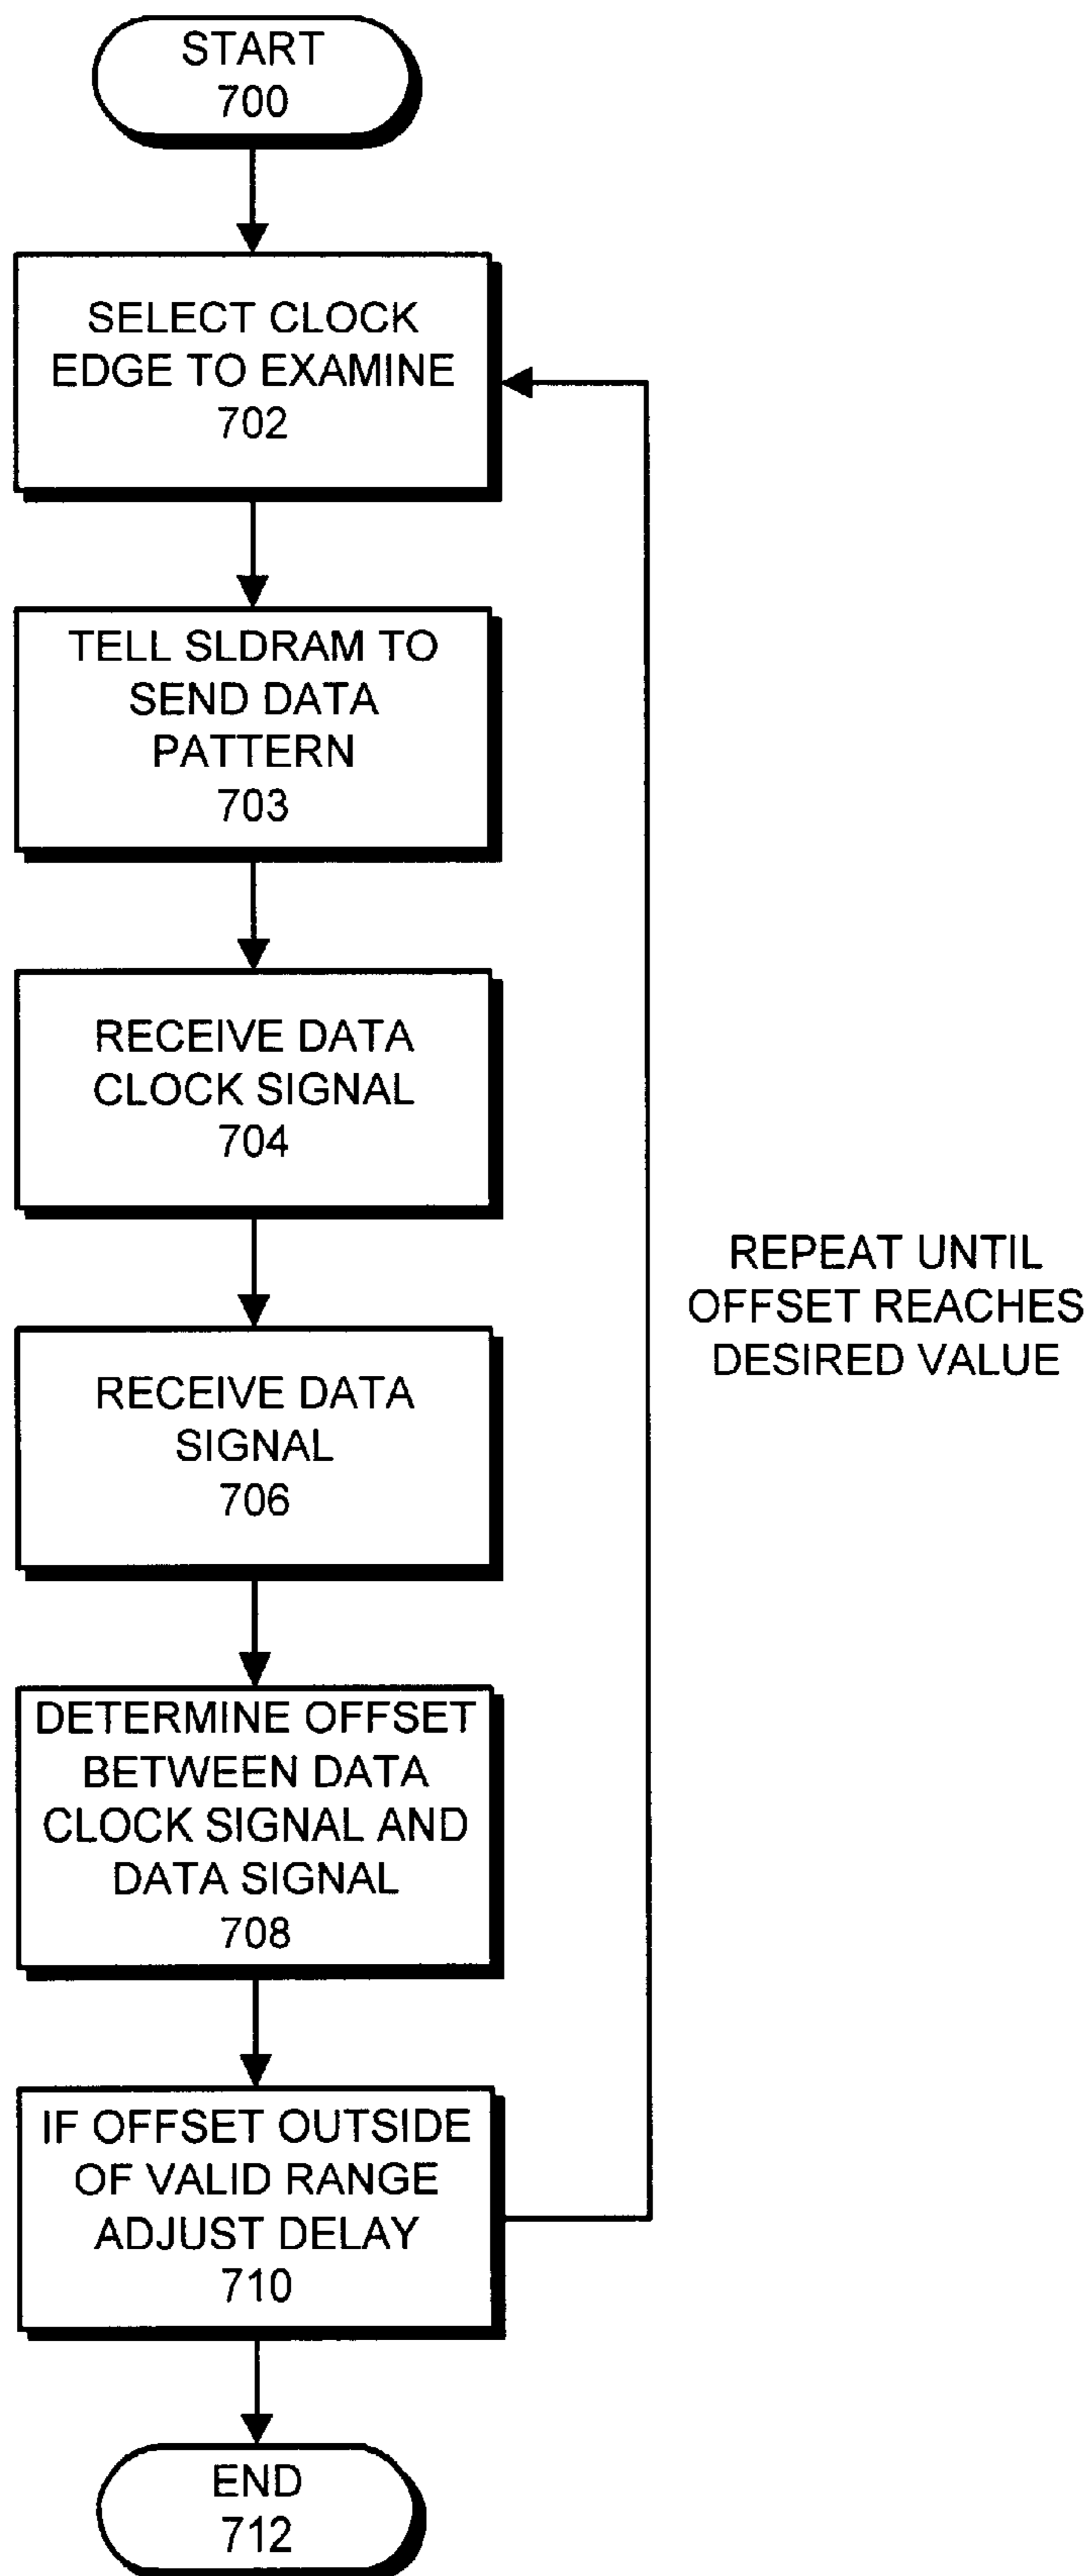 START
700
SELECT CLOCK
EDGE TO EXAMINE
702
TELL SLDRAM TO
SEND DATA
PATTERN
703
RECEIVE DATA
CLOCK SIGNAL
704
REPEAT UNTIL
OFFSET REACHES
DESIRED VALUE
RECEIVE DATA
SIGNAL
706
DETERMINE OFFSET
BETWEEN DATA
CLOCK SIGNAL AND
DATA SIGNAL
708
IF OFFSET OUTSIDE
OF VALID RANGE
ADJUST DELAY
710
END
712